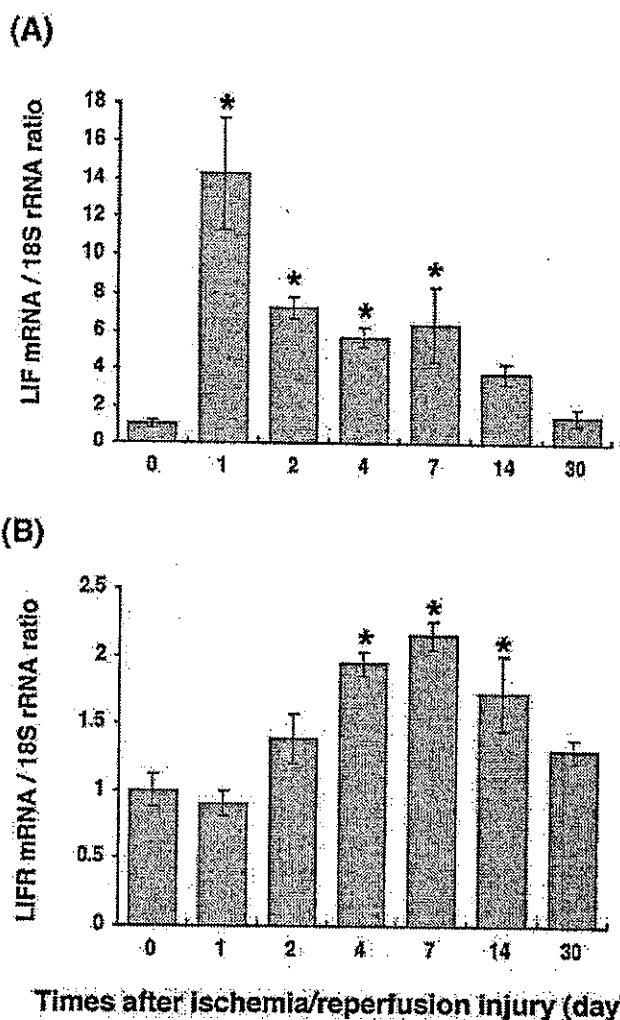 (A)
LIF mRNA / 18S rRNA ratio
18
16
14
12
10
8
6
4
2
0
* * * * 
0 1 2 4 7 14 30
(B)
LIFR mRNA / 18S rRNA ratio
2.5
2
1.5
1
0.5
0
* * *
0 1 2 4 7 14 30
Times after ischemia/reperfusion injury (day